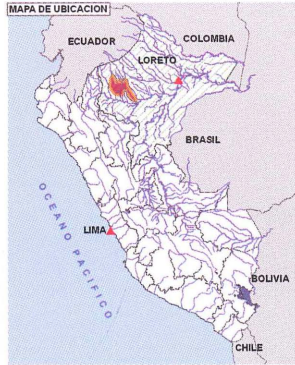 MAPA DE UBICACION
ECUADOR
COLOMBIA
LORETO
BRASIL
OCEANO PACIFICO
LIMA
BOLIVIA
CHILE